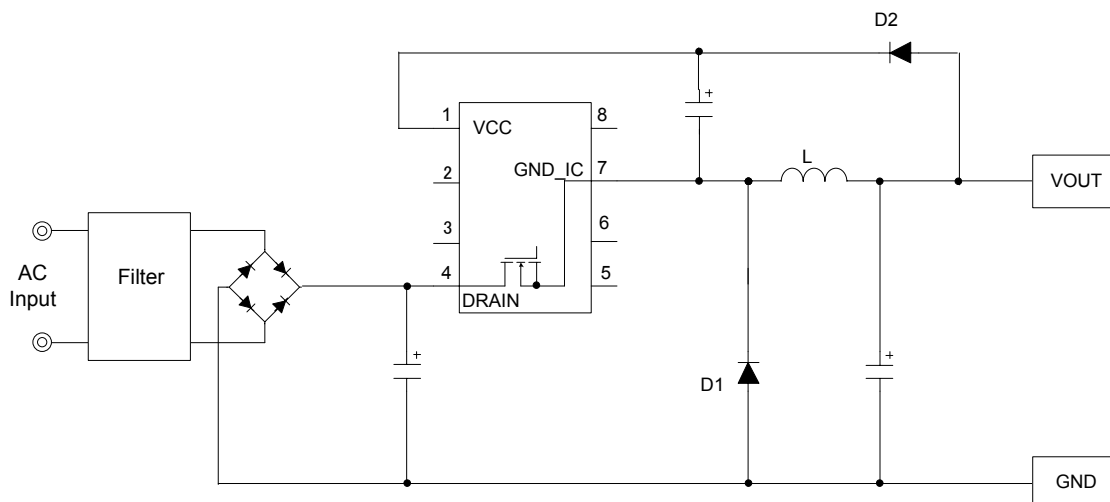 D2
+
1
VCC
8
2
GND_IC
7
L
VOUT
3
6
AC
Input
Filter
4
DRAIN
5
+
D1
+
GND